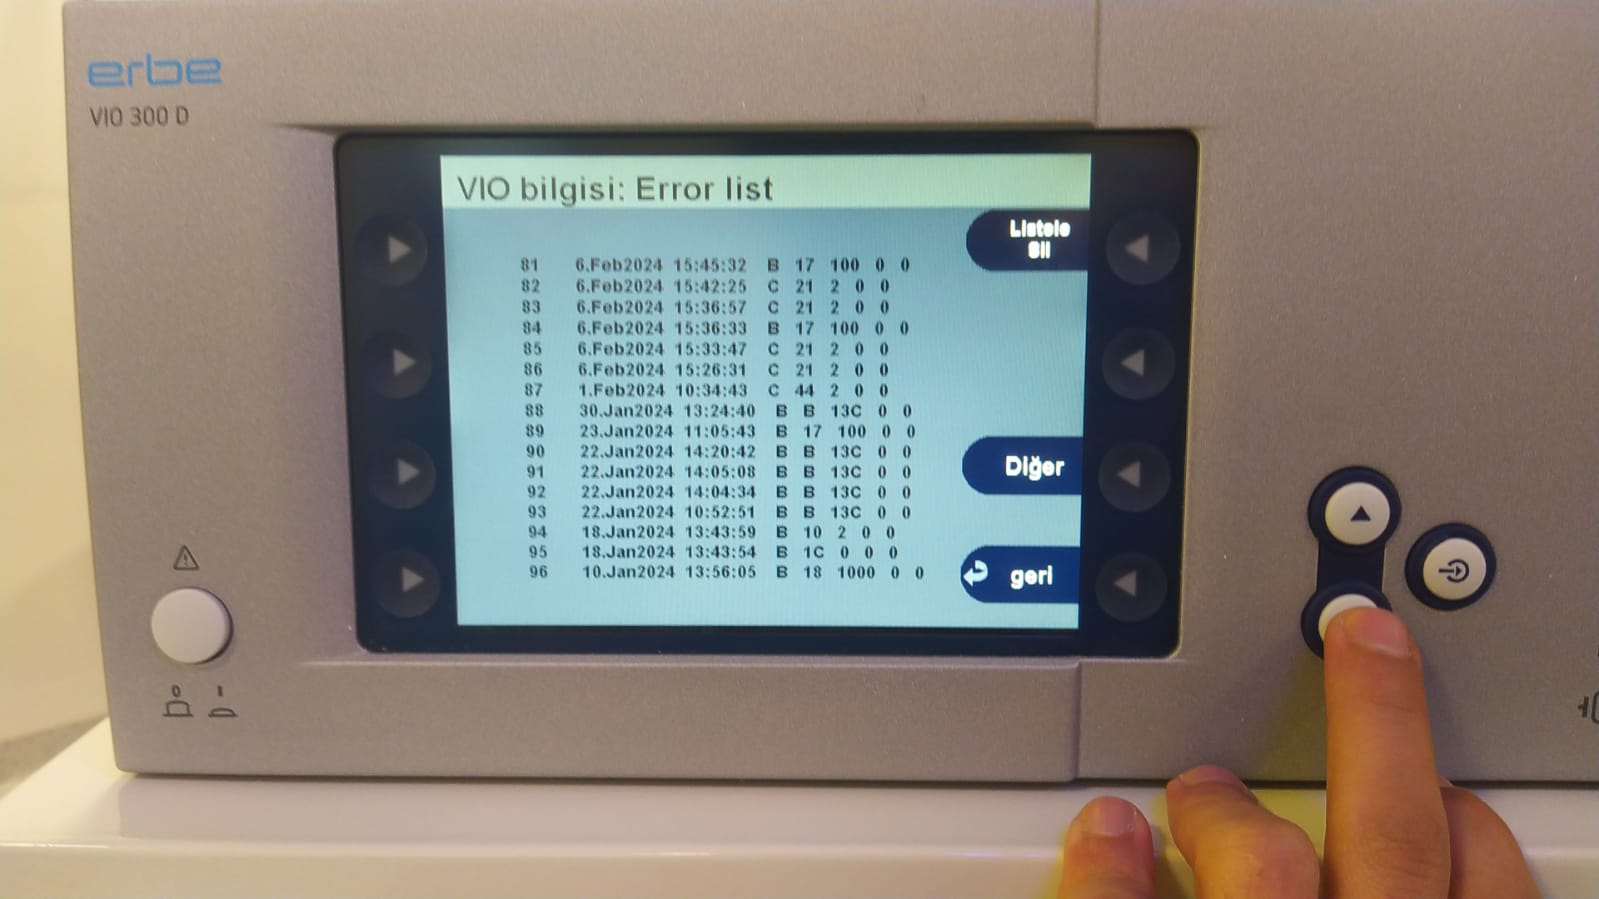 erbe
VIO 300 D
VIO bilgisi: Error list
Listele
Sil
81 6.Feb2024 15:45:32 B 17 100 0 0
82 6.Feb2024 15:42:25 C 21 2 0 0
83 6.Feb2024 15:36:57 C 21 2 0 0
84 6.Feb2024 15:36:33 B 17 100 0 0
85 6.Feb2024 15:33:47 C 21 2 0 0
86 6.Feb2024 15:26:31 C 21 2 0 0
87 1.Feb2024 10:34:43 C 44 2 0 0
88 30.Jan2024 13:24:40 B B 13C 0 0
89 23.Jan2024 11:05:43 B 17 100 0 0
90 22.Jan2024 14:20:42 B B 13C 0 0
91 22.Jan2024 14:05:08 B B 13C 0 0
92 22.Jan2024 14:04:34 B B 13C 0 0
93 22.Jan2024 10:52:51 B B 13C 0 0
94 18.Jan2024 13:43:59 B 10 2 0 0
95 18.Jan2024 13:43:54 B 1C 0 0 0
96 10.Jan2024 13:56:05 B 18 1000 0 0
Diğer
geri
0 I